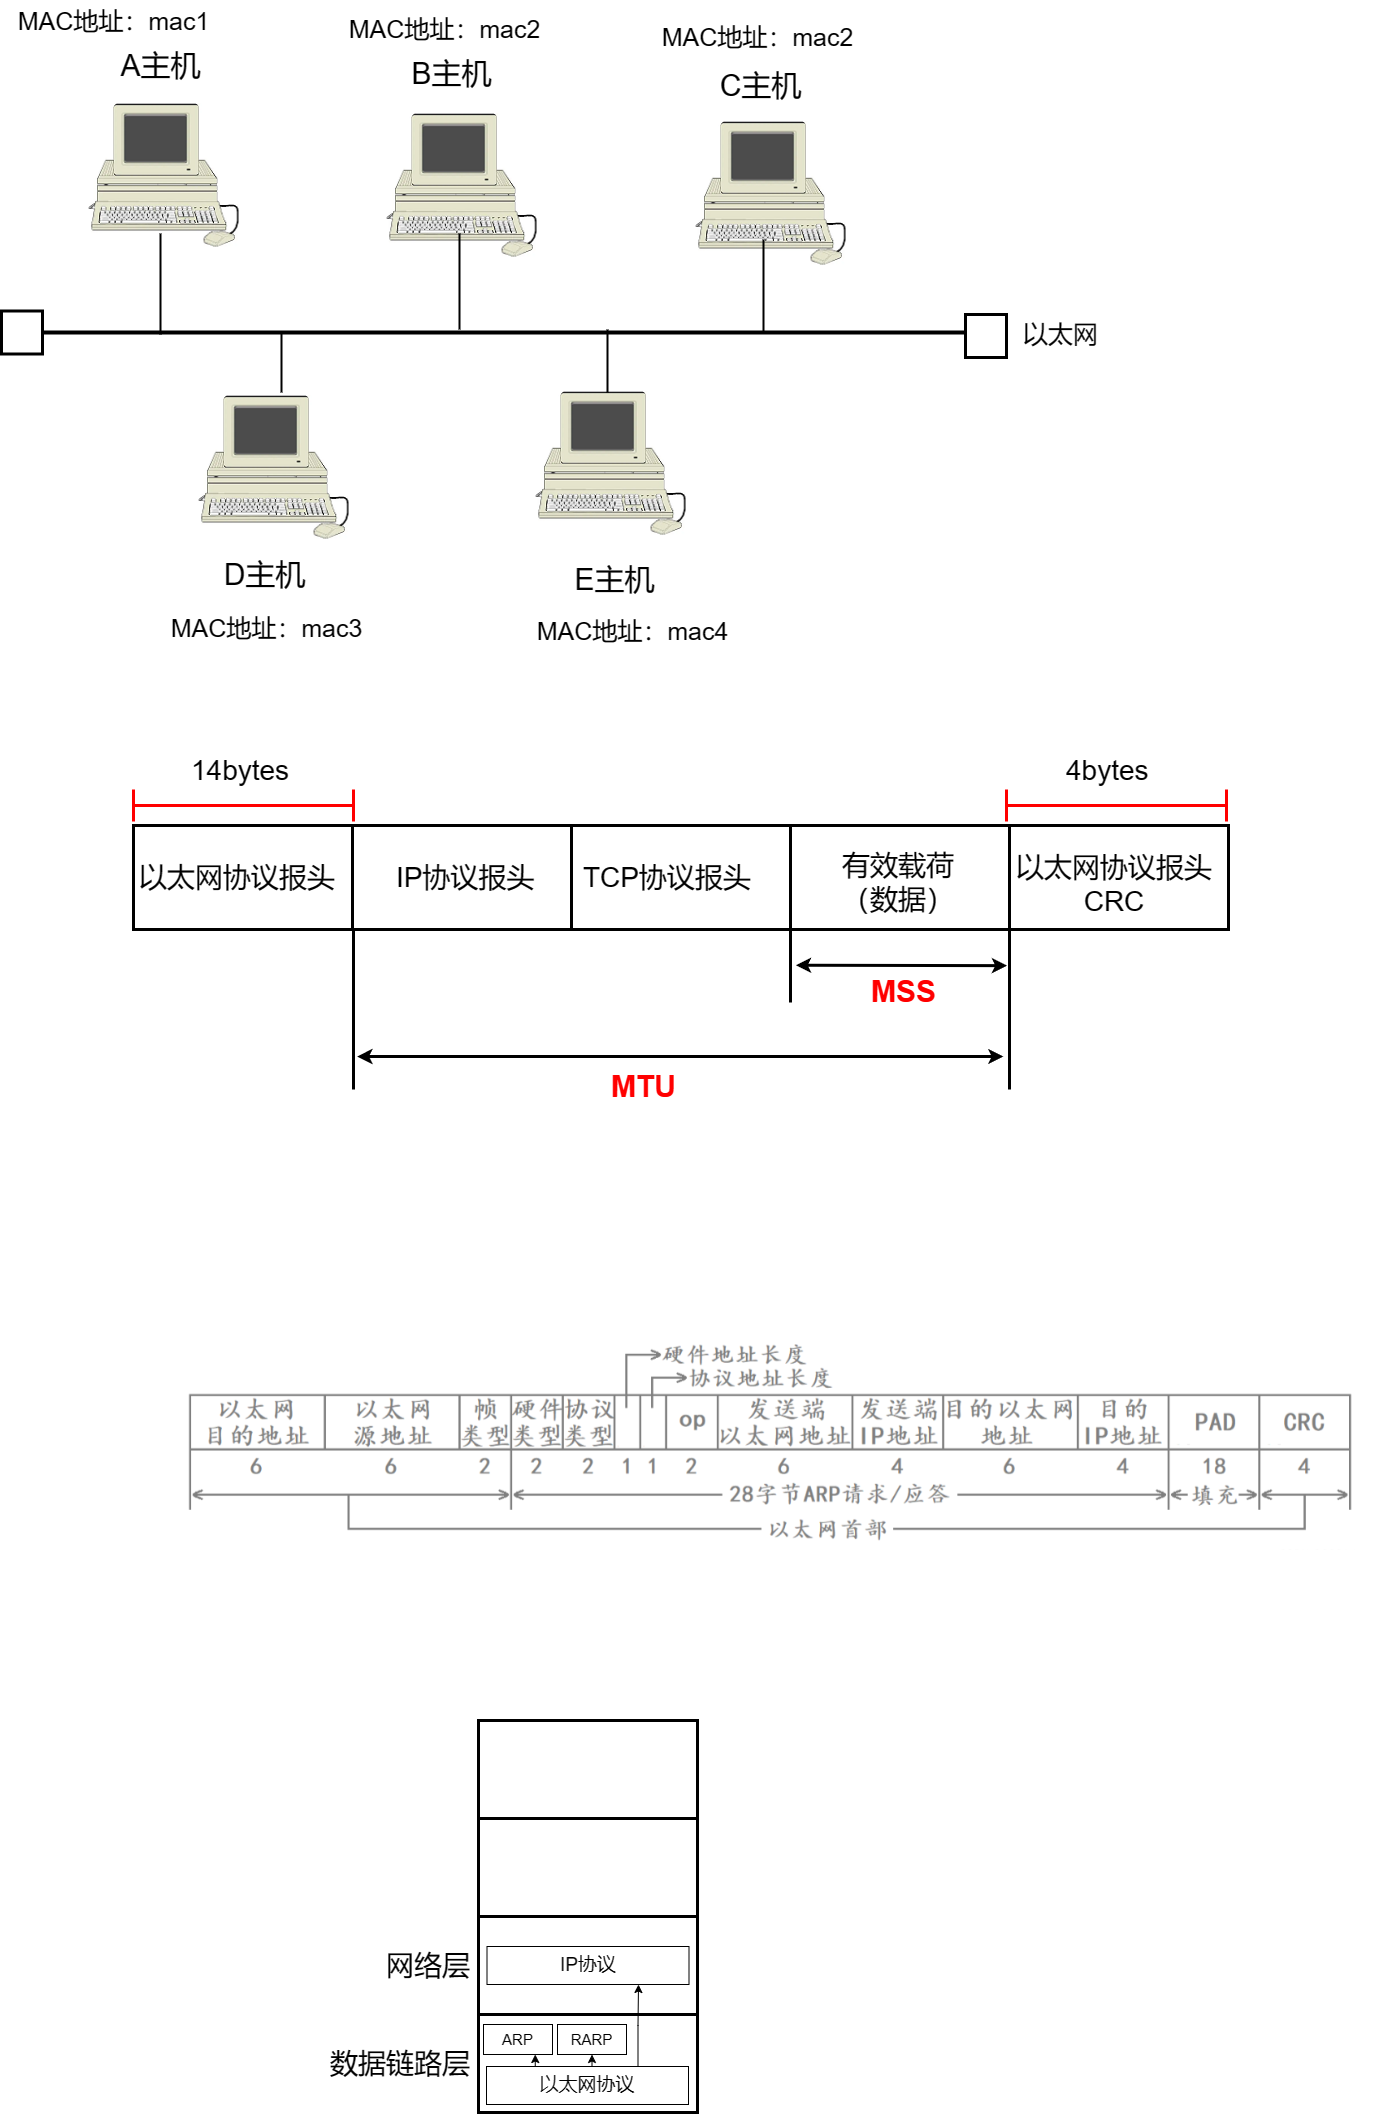 MAC地址：mac1
MAC地址：mac2
MAC地址：mac2
A主机
B主机
C主机
以太网
D主机
E主机
MAC地址：mac3
MAC地址：mac4
14bytes
4bytes
以太网协议报头
IP协议报头
TCP协议报头
有效载荷
（数据）
以太网协议报头
CRC
MSS
MTU
硬件地址长度
协议地址长度
以太网
目的地址
以太网
源地址
帧
类型
硬件
类型
协议
类型
op
发送端
以太网地址
发送端
IP地址
目的以太网
地址
目的
IP地址
PAD
CRC
6
6
2
2
2
1
1
2
6
4
6
4
18
4
28字节ARP请求/应答
填充
以太网首部
网络层
IP协议
ARP
RARP
数据链路层
以太网协议